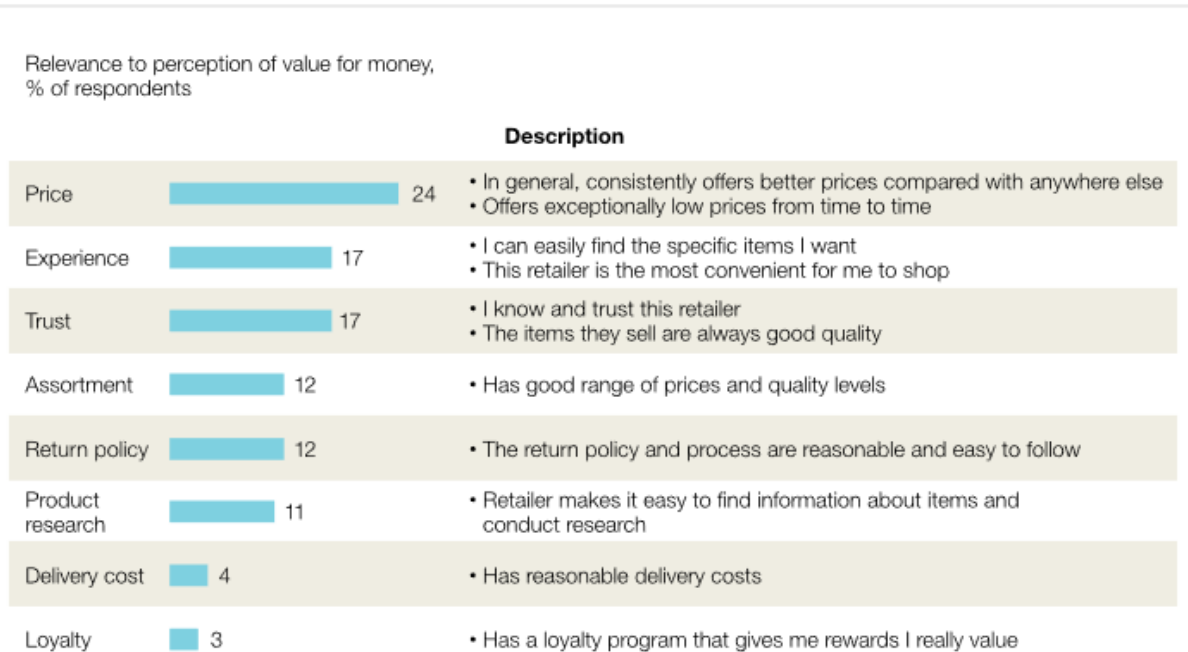 Relevance to perception of value for money,
% of respondents
Description
Price 24
• In general, consistently offers better prices compared with anywhere else
• Offers exceptionally low prices from time to time
Experience 17
• I can easily find the specific items I want
• This retailer is the most convenient for me to shop
Trust 17
• I know and trust this retailer
• The items they sell are always good quality
Assortment 12
• Has good range of prices and quality levels
Return policy 12
• The return policy and process are reasonable and easy to follow
Product
research 11
• Retailer makes it easy to find information about items and
conduct research
Delivery cost 4
• Has reasonable delivery costs
Loyalty 3
• Has a loyalty program that gives me rewards I really value